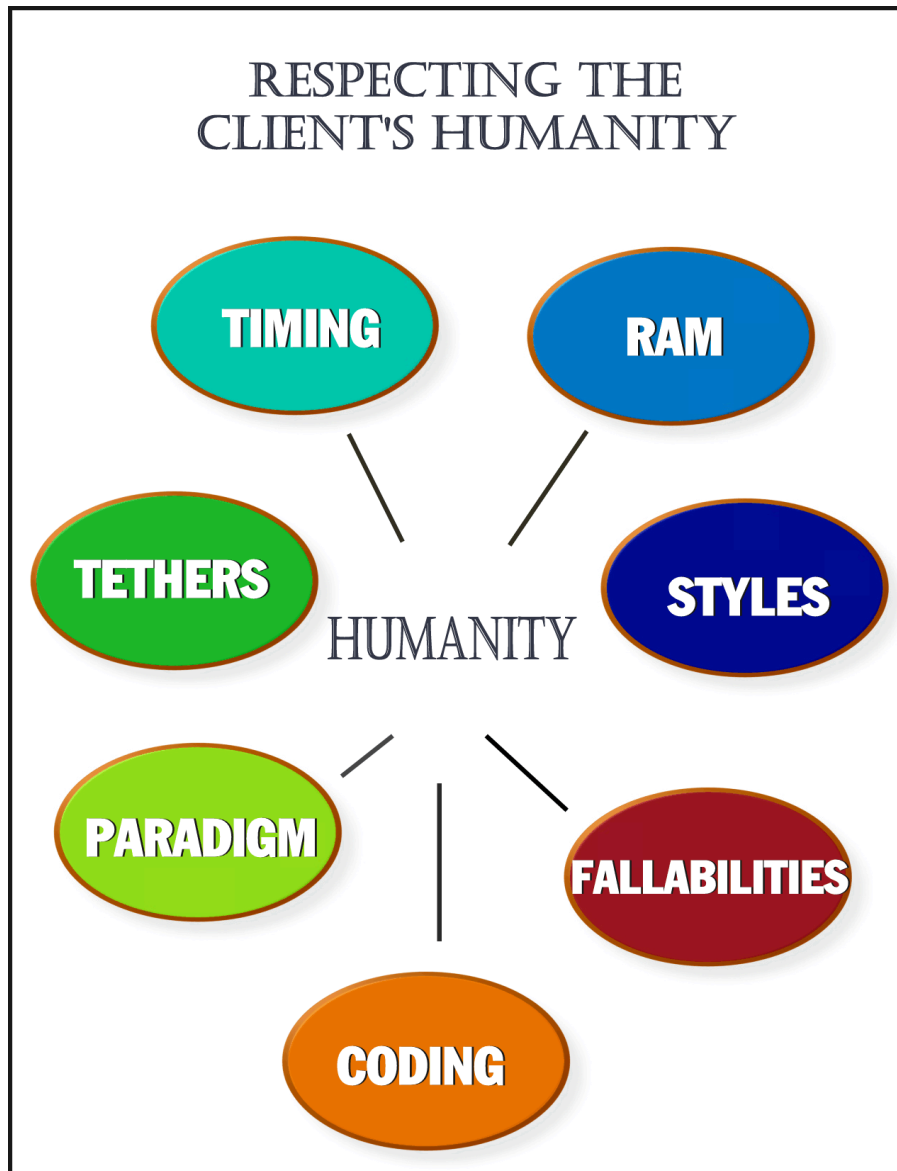 RESPECTING THE
CLIENT'S HUMANITY
TIMING
RAM
TETHERS
STYLES
HUMANITY
PARADIGM
FALLABILITIES
CODING